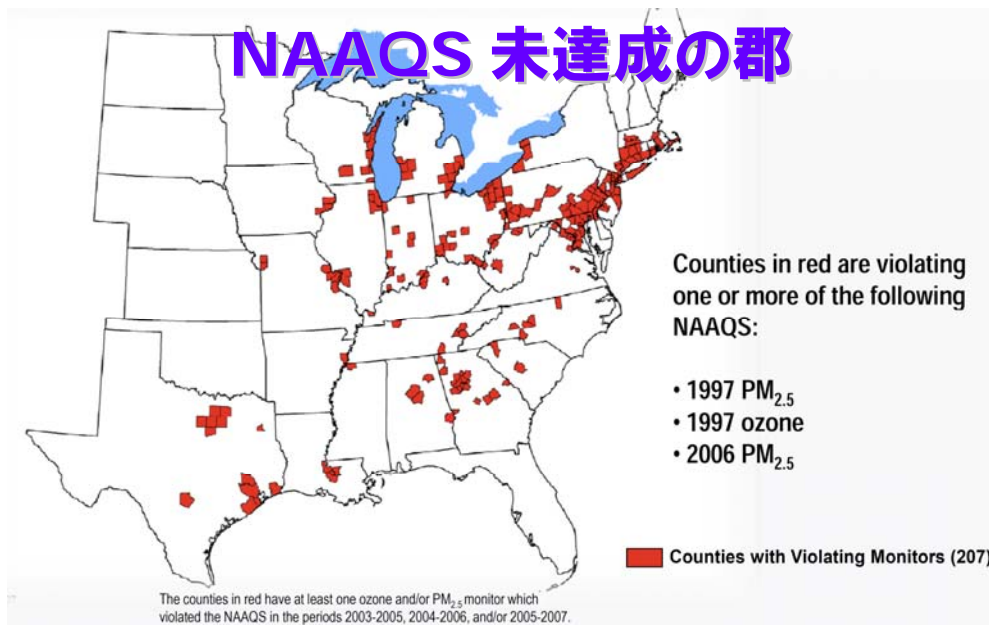 NAAQS 未達成の郡
Counties in red are violating
one or more of the following
NAAQS:
• 1997 PM2.5
• 1997 ozone
• 2006 PM2.5
Counties with Violating Monitors (207)
The counties in red have at least one ozone and/or PM2.5 monitor which
violated the NAAQS in the periods 2003-2005, 2004-2006, and/or 2005-2007.